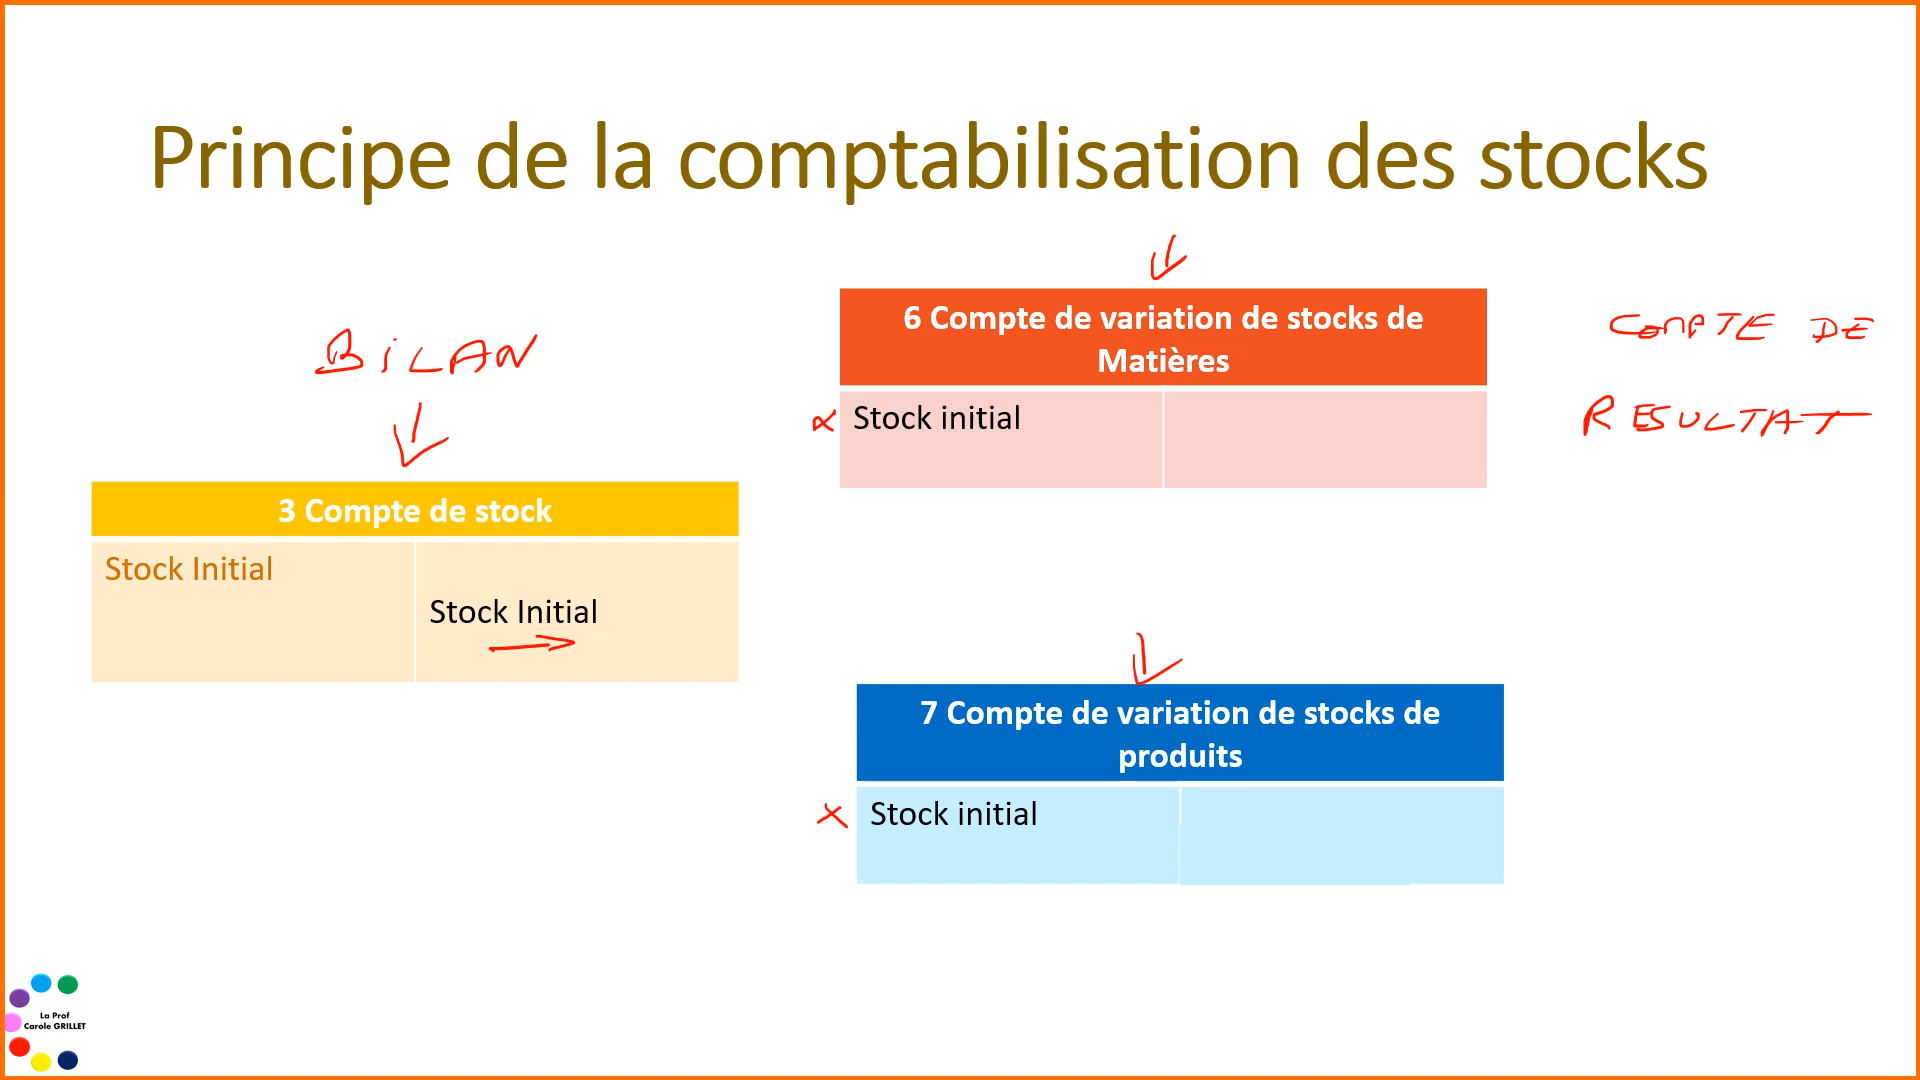 Principe de la comptabilisation des stocks
BILAN
3 Compte de stock
Stock Initial
Stock Initial
6 Compte de variation de stocks de
Matières
Stock initial
COMPTE DE
RESULTAT
7 Compte de variation de stocks de
produits
Stock initial
La Prof
Carole GRILLET